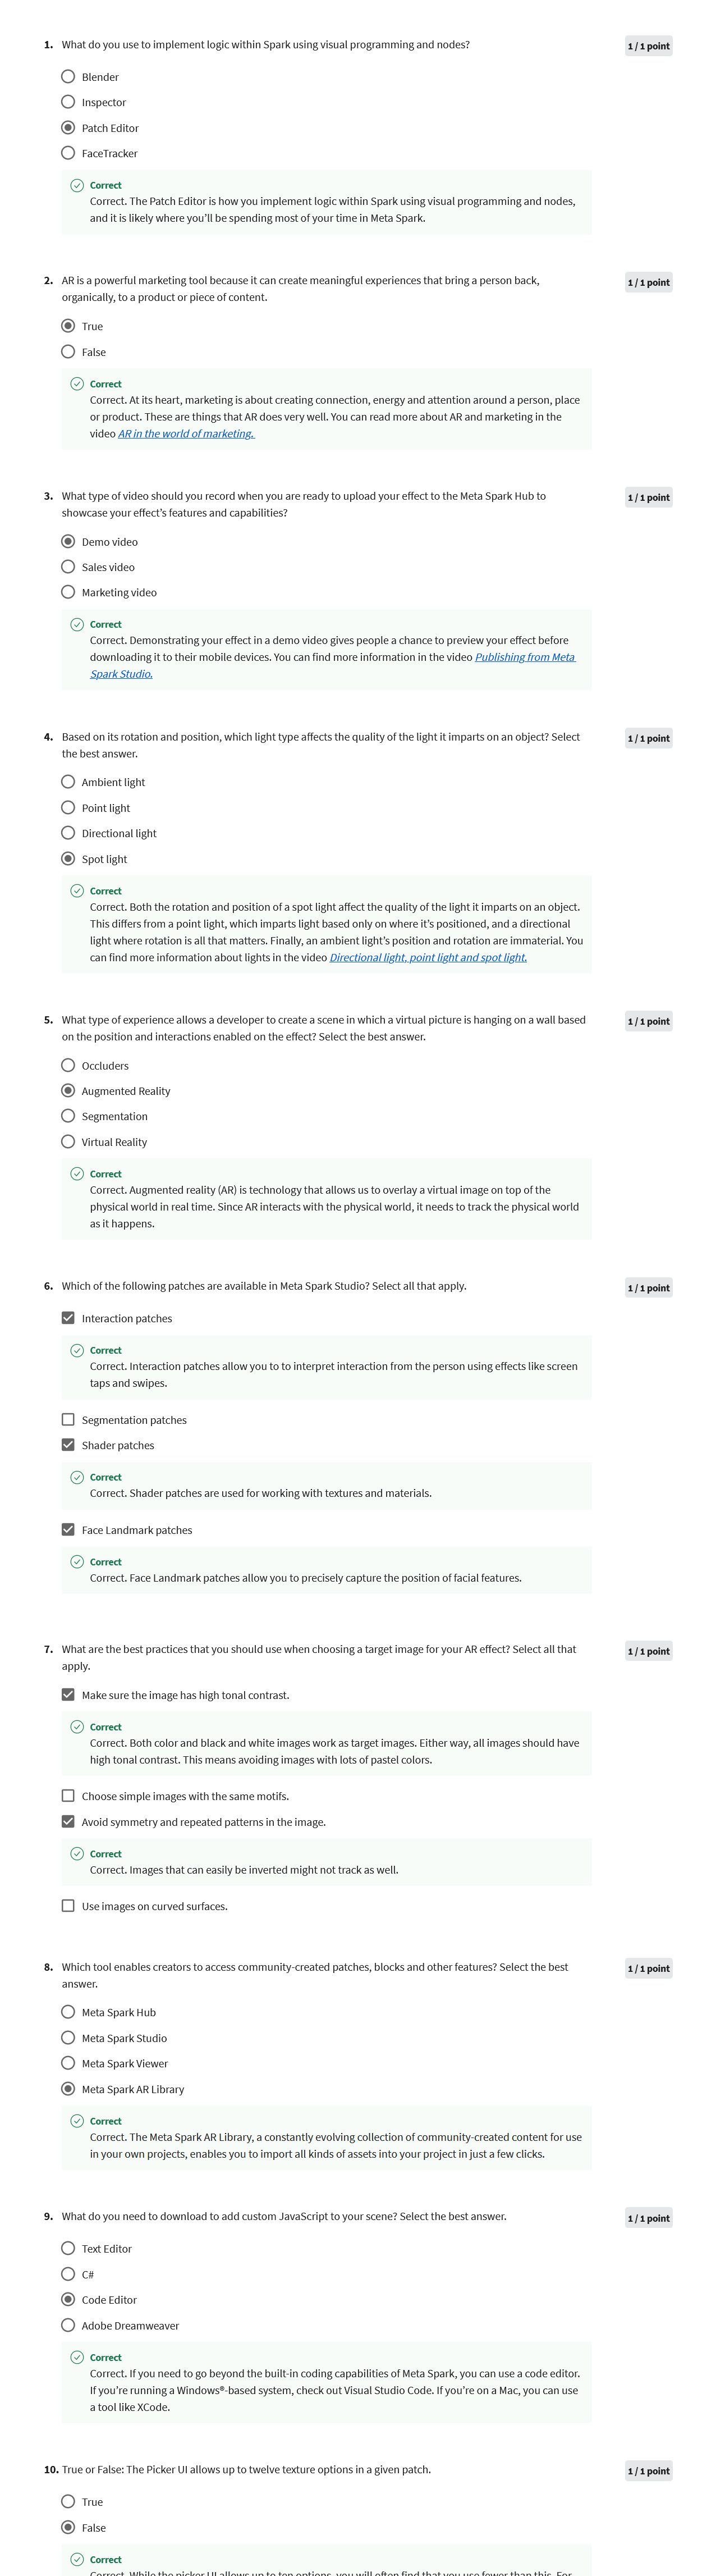 1. What do you use to implement logic within Spark using visual programming and nodes?
1 / 1 point
Blender
Inspector
Patch Editor
FaceTracker
Correct
Correct. The Patch Editor is how you implement logic within Spark using visual programming and nodes,
and it is likely where you'll be spending most of your time in Meta Spark.
2. AR is a powerful marketing tool because it can create meaningful experiences that bring a person back,
organically, to a product or piece of content.
1 / 1 point
True
False
Correct
Correct. At its heart, marketing is about creating connection, energy and attention around a person, place
or product. These are things that AR does very well. You can read more about AR and marketing in the
video AR in the world of marketing.
3. What type of video should you record when you are ready to upload your effect to the Meta Spark Hub to
showcase your effect's features and capabilities?
1 / 1 point
Demo video
Sales video
Marketing video
Correct
Correct. Demonstrating your effect in a demo video gives people a chance to preview your effect before
downloading it to their mobile devices. You can find more information in the video Publishing from Meta
Spark Studio.
4. Based on its rotation and position, which light type affects the quality of the light it imparts on an object? Select
the best answer.
1 / 1 point
Ambient light
Point light
Directional light
Spot light
Correct
Correct. Both the rotation and position of a spot light affect the quality of the light it imparts on an object.
This differs from a point light, which imparts light based only on where it's positioned, and a directional
light where rotation is all that matters. Finally, an ambient light's position and rotation are immaterial. You
can find more information about lights in the video Directional light, point light and spot light.
5. What type of experience allows a developer to create a scene in which a virtual picture is hanging on a wall based
on the position and interactions enabled on the effect? Select the best answer.
1 / 1 point
Occluders
Augmented Reality
Segmentation
Virtual Reality
Correct
Correct. Augmented reality (AR) is technology that allows us to overlay a virtual image on top of the
physical world in real time. Since AR interacts with the physical world, it needs to track the physical world
as it happens.
6. Which of the following patches are available in Meta Spark Studio? Select all that apply.
1 / 1 point
Interaction patches
Correct
Correct. Interaction patches allow you to to interpret interaction from the person using effects like screen
taps and swipes.
Segmentation patches
Shader patches
Correct
Correct. Shader patches are used for working with textures and materials.
Face Landmark patches
Correct
Correct. Face Landmark patches allow you to precisely capture the position of facial features.
7. What are the best practices that you should use when choosing a target image for your AR effect? Select all that
apply.
1 / 1 point
Make sure the image has high tonal contrast.
Correct
Correct. Both color and black and white images work as target images. Either way, all images should have
high tonal contrast. This means avoiding images with lots of pastel colors.
Choose simple images with the same motifs.
Avoid symmetry and repeated patterns in the image.
Correct
Correct. Images that can easily be inverted might not track as well.
Use images on curved surfaces.
8. Which tool enables creators to access community-created patches, blocks and other features? Select the best
answer.
1 / 1 point
Meta Spark Hub
Meta Spark Studio
Meta Spark Viewer
Meta Spark AR Library
Correct
Correct. The Meta Spark AR Library, a constantly evolving collection of community-created content for use
in your own projects, enables you to import all kinds of assets into your project in just a few clicks.
9. What do you need to download to add custom JavaScript to your scene? Select the best answer.
1 / 1 point
Text Editor
C#
Code Editor
Adobe Dreamweaver
Correct
Correct. If you need to go beyond the built-in coding capabilities of Meta Spark, you can use a code editor.
If you're running a Windows®-based system, check out Visual Studio Code. If you're on a Mac, you can use
a tool like XCode.
10. True or False: The Picker UI allows up to twelve texture options in a given patch.
1 / 1 point
True
False
Correct
Correct. While the picker UI allows up to ten options, you will often find that you use fewer than this. For